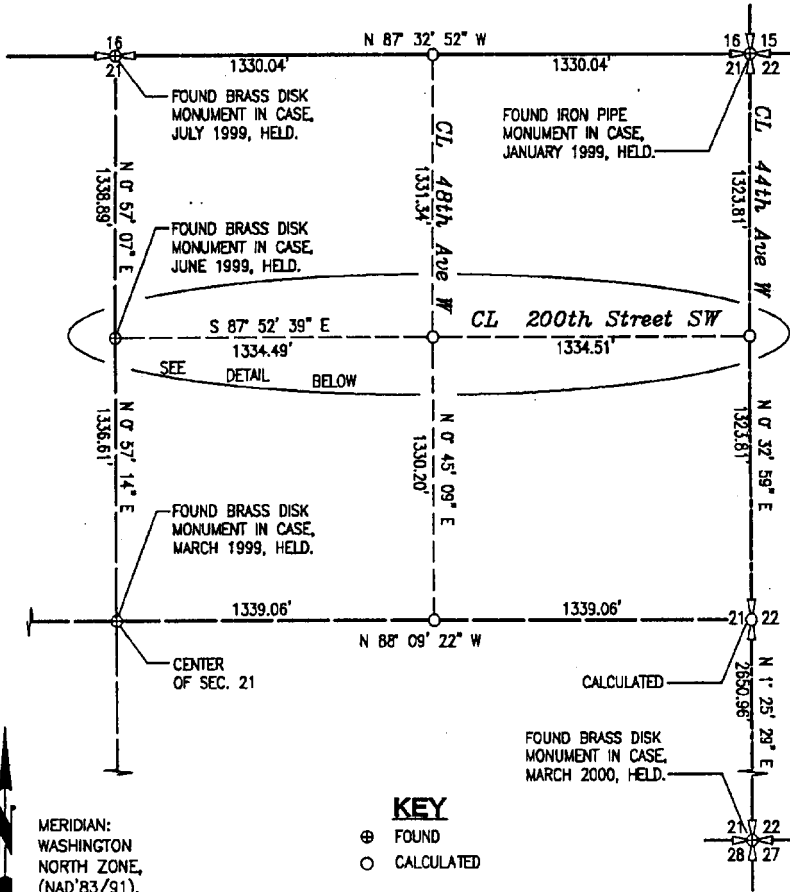 N 87° 32' 52" W
16
21
1330.04'
1330.04'
16 15
21 22
FOUND BRASS DISK
MONUMENT IN CASE,
JULY 1999, HELD.
FOUND IRON PIPE
MONUMENT IN CASE,
JANUARY 1999, HELD.
N 0° 57' 07" E
1338.89'
CL 48th Ave W
1331.34'
CL 44th Ave W
1323.81'
FOUND BRASS DISK
MONUMENT IN CASE,
JUNE 1999, HELD.
S 87° 52' 39" E
1334.49'
CL 200th Street SW
1334.51'
SEE DETAIL BELOW
N 0° 57' 14" E
1336.61'
N 0° 45' 09" E
1330.20'
N 0° 32' 59" E
1323.81'
FOUND BRASS DISK
MONUMENT IN CASE,
MARCH 1999, HELD.
1339.06'
1339.06'
21 22
N 88° 09' 22" W
CENTER
OF SEC. 21
CALCULATED
N 1° 25' 29" E
2650.96'
FOUND BRASS DISK
MONUMENT IN CASE,
MARCH 2000, HELD.
21 22
28 27
MERIDIAN:
WASHINGTON
NORTH ZONE,
(NAD'83/91).
KEY
FOUND
CALCULATED